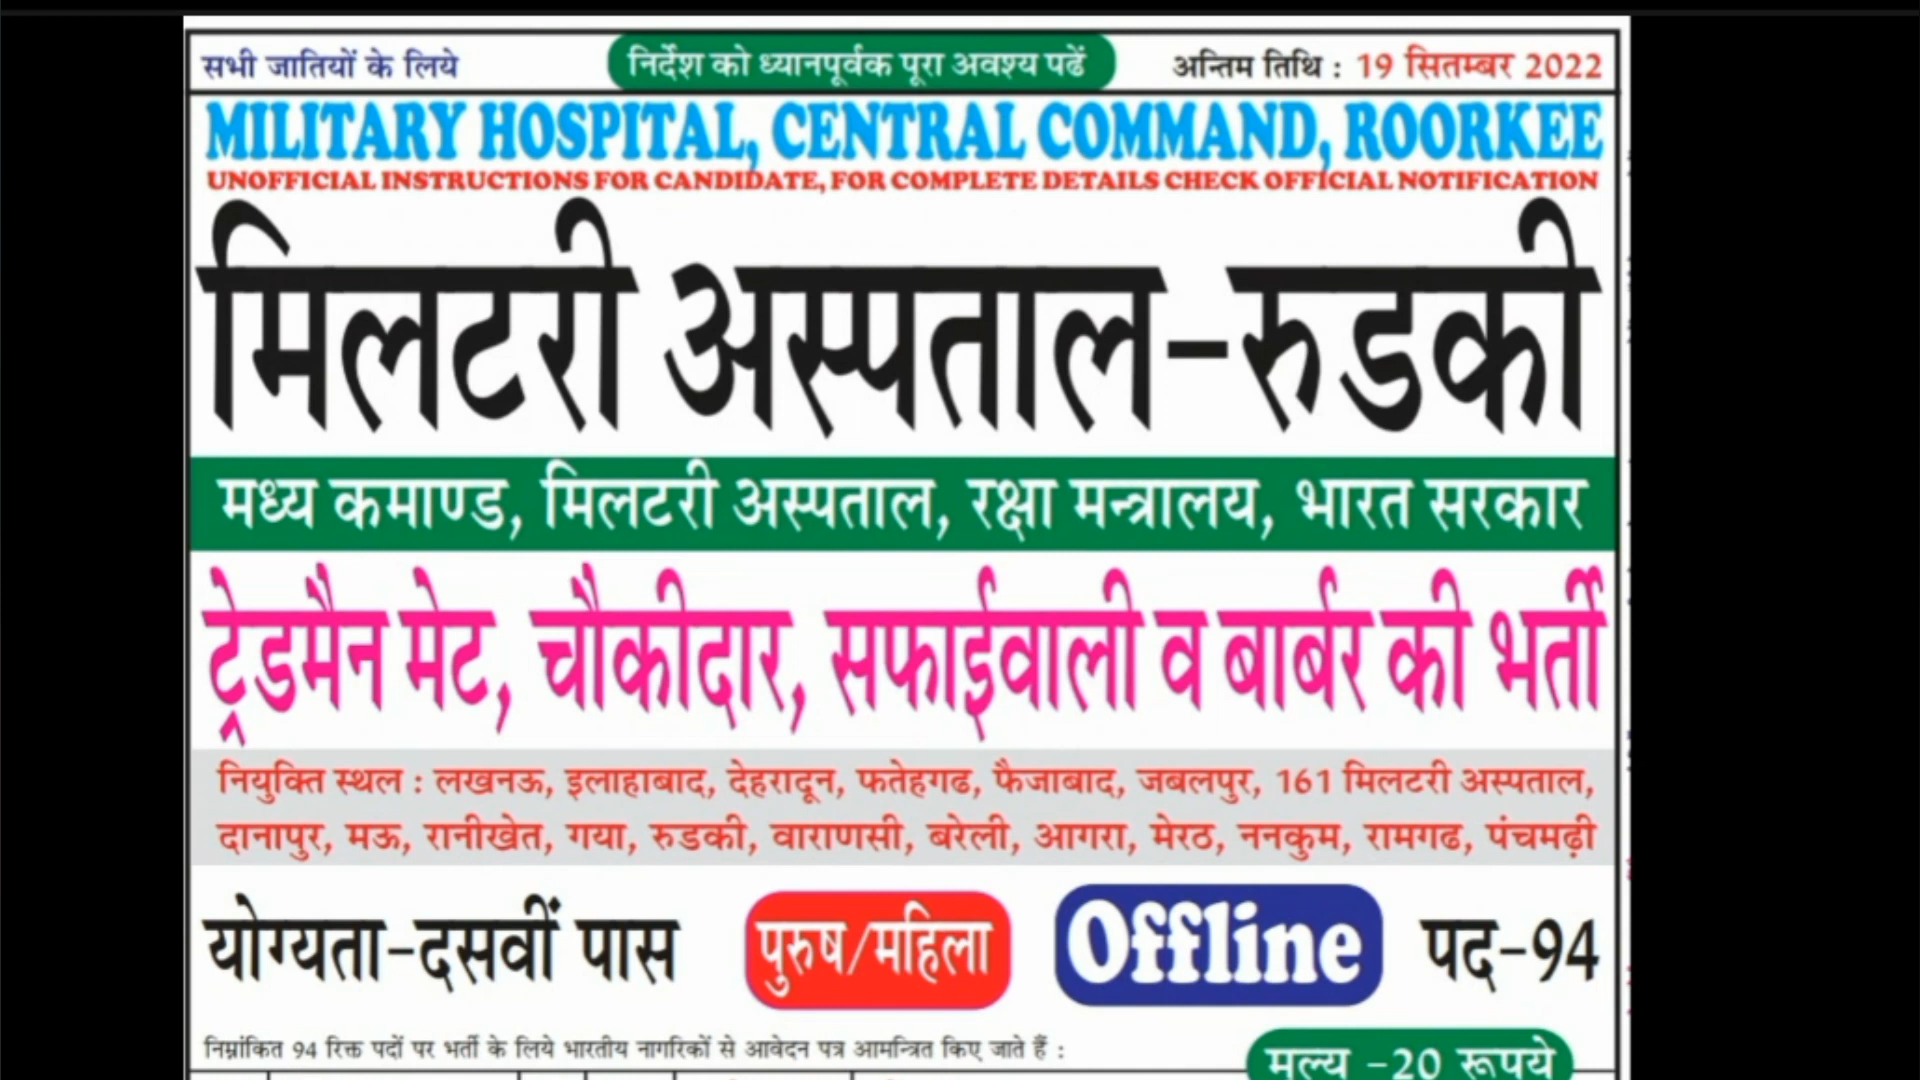 सभी जातियों के लिये
निर्देश को ध्यानपूर्वक पूरा अवश्य पढें
अन्तिम तिथि : 19 सितम्बर 2022
MILITARY HOSPITAL, CENTRAL COMMAND, ROORKEE
UNOFFICIAL INSTRUCTIONS FOR CANDIDATE, FOR COMPLETE DETAILS CHECK OFFICIAL NOTIFICATION
मिलटरी अस्पताल-रुडकी
मध्य कमाण्ड, मिलटरी अस्पताल, रक्षा मन्त्रालय, भारत सरकार
ट्रेडमैन मेट, चौकीदार, सफाईवाली व बार्बर की भर्ती
नियुक्ति स्थल : लखनऊ, इलाहाबाद, देहरादून, फतेहगढ, फैजाबाद, जबलपुर, 161 मिलटरी अस्पताल,
दानापुर, मऊ, रानीखेत, गया, रुडकी, वाराणसी, बरेली, आगरा, मेरठ, ननकुम, रामगढ, पंचमढ़ी
योग्यता-दसवीं पास
पुरुष/महिला
Offline
पद-94
निम्नांकित 94 रिक्त पदों पर भर्ती के लिये भारतीय नागरिकों से आवेदन पत्र आमन्त्रित किए जाते हैं :
मूल्य -20 रूपये